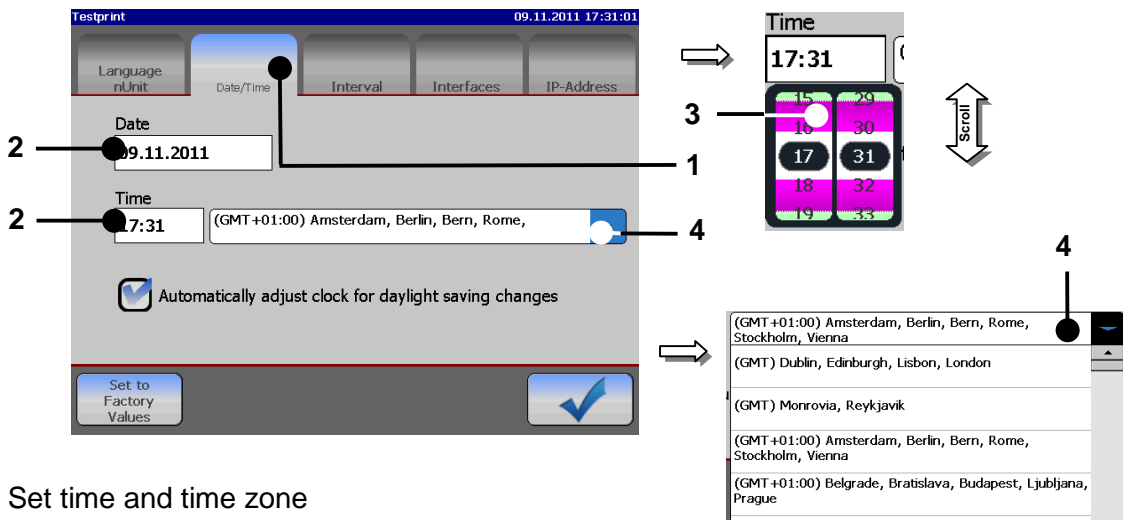 Testprint 09.11.2011 17:31:01
Language
nUnit
Date/Time
Interval
Interfaces
IP-Address
Date
09.11.2011
2
1
Time
17:31
(GMT+01:00) Amsterdam, Berlin, Bern, Rome,
2
4
Automatically adjust clock for daylight saving changes
Set to
Factory
Values
Time
17:31
3
15 29
16 30
17 31
18 32
19 33
Scroll
4
(GMT+01:00) Amsterdam, Berlin, Bern, Rome,
Stockholm, Vienna
(GMT) Dublin, Edinburgh, Lisbon, London
(GMT) Monrovia, Reykjavik
(GMT+01:00) Amsterdam, Berlin, Bern, Rome,
Stockholm, Vienna
(GMT+01:00) Belgrade, Bratislava, Budapest, Ljubljana,
Prague
Set time and time zone